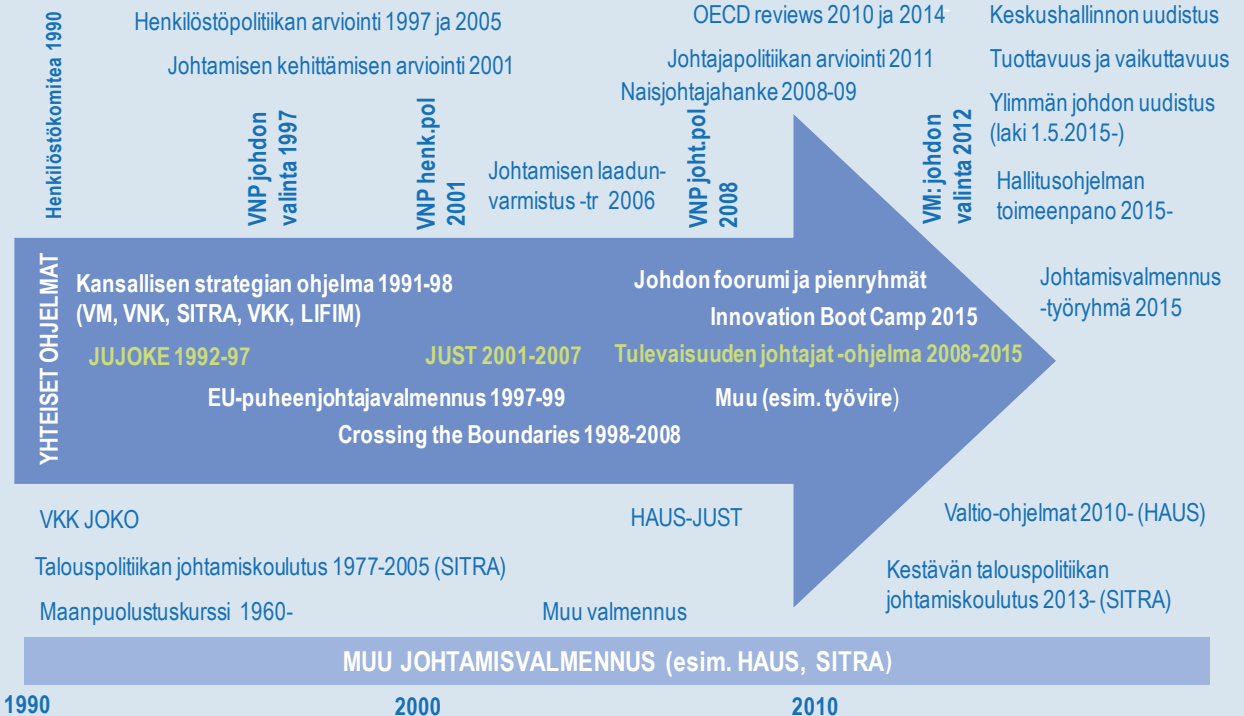 Henkilöstökomitea 1990
Henkilöstöpolitiikan arviointi 1997 ja 2005
Johtamisen kehittämisen arviointi 2001
VNP johdon
valinta 1997
VNP henk.pol
2001
Johtamisen laadun-
varmistus -tr 2006
OECD reviews 2010 ja 2014
Johtajapolitiikan arviointi 2011
Naisjohtajahanke 2008-09
VNP joht.pol
2008
VM: johdon
valinta 2012
Keskushallinnon uudistus
Tuottavuus ja vaikuttavuus
Ylimmän johdon uudistus
(laki 1.5.2015-)
Hallitusohjelman
toimeenpano 2015-
Johtamisvalmennus
-työryhmä 2015
YHTEISET OHJELMAT
Kansallisen strategian ohjelma 1991-98
(VM, VNK, SITRA, VKK, LIFIM)
JUJOKE 1992-97
JUST 2001-2007
EU-puheenjohtajavalmennus 1997-99
Crossing the Boundaries 1998-2008
Johdon foorumi ja pienryhmät
Innovation Boot Camp 2015
Tulevaisuuden johtajat -ohjelma 2008-2015
Muu (esim. työvire)
VKK JOKO
HAUS-JUST
Valtio-ohjelmat 2010- (HAUS)
Talouspolitiikan johtamiskoulutus 1977-2005 (SITRA)
Kestävän talouspolitiikan
johtamiskoulutus 2013- (SITRA)
Maanpuolustuskurssi 1960-
Muu valmennus
MUU JOHTAMISVALMENNUS (esim. HAUS, SITRA)
1990
2000
2010